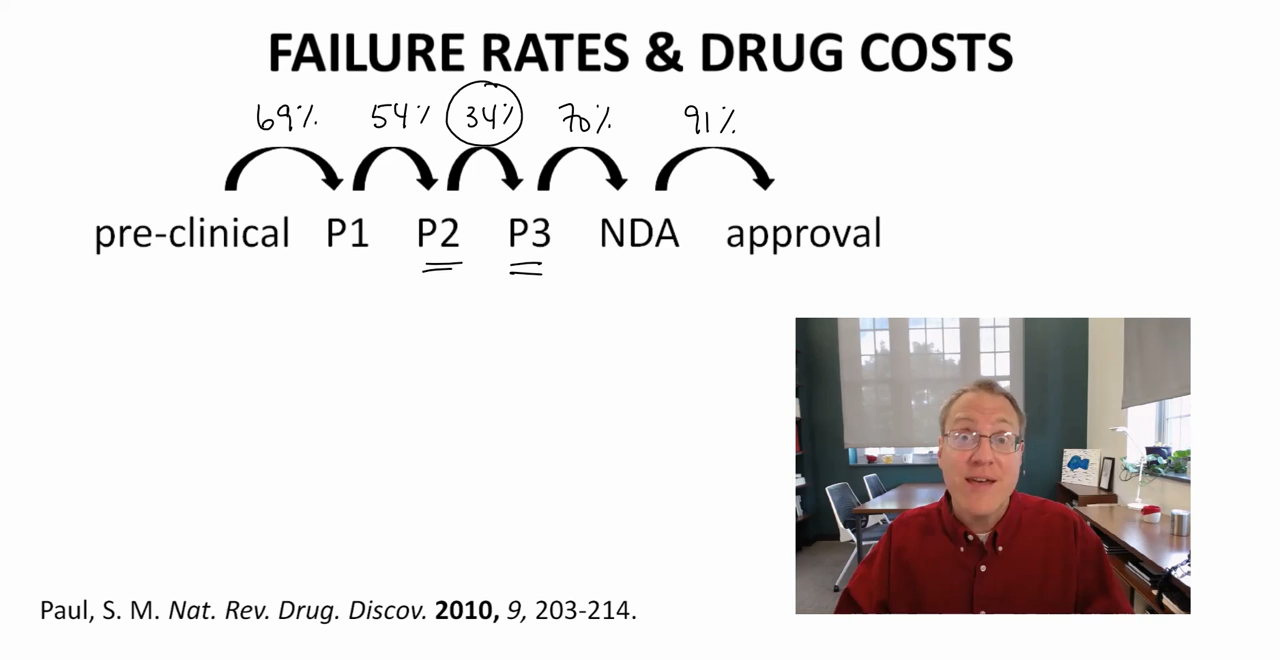 FAILURE RATES & DRUG COSTS
69% 54% 34% 70% 91%
pre-clinical P1 P2 P3 NDA approval
Paul, S. M. Nat. Rev. Drug. Discov. 2010, 9, 203-214.